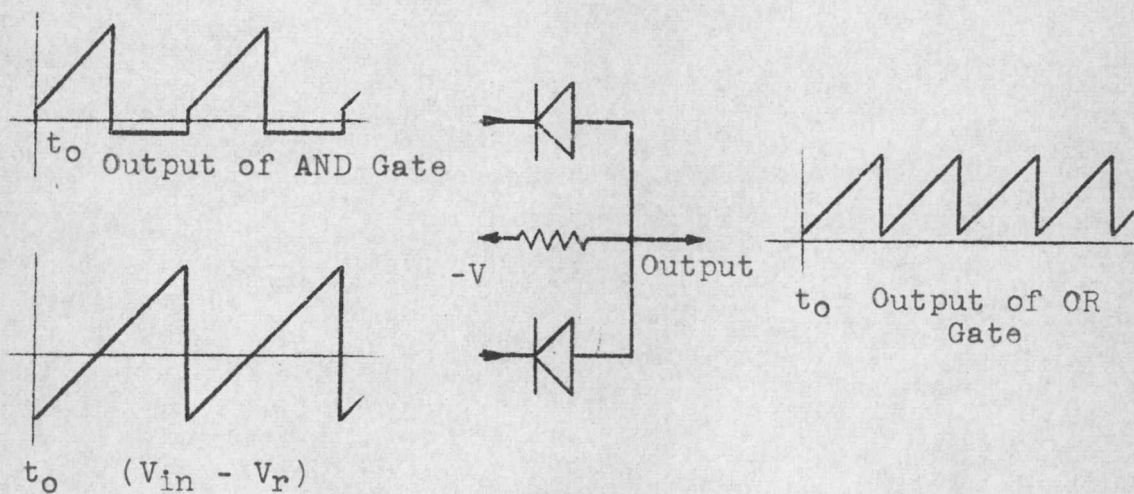 t₀ Output of AND Gate
-V
Output
t₀ Output of OR
Gate
t₀ (Vin - Vr)